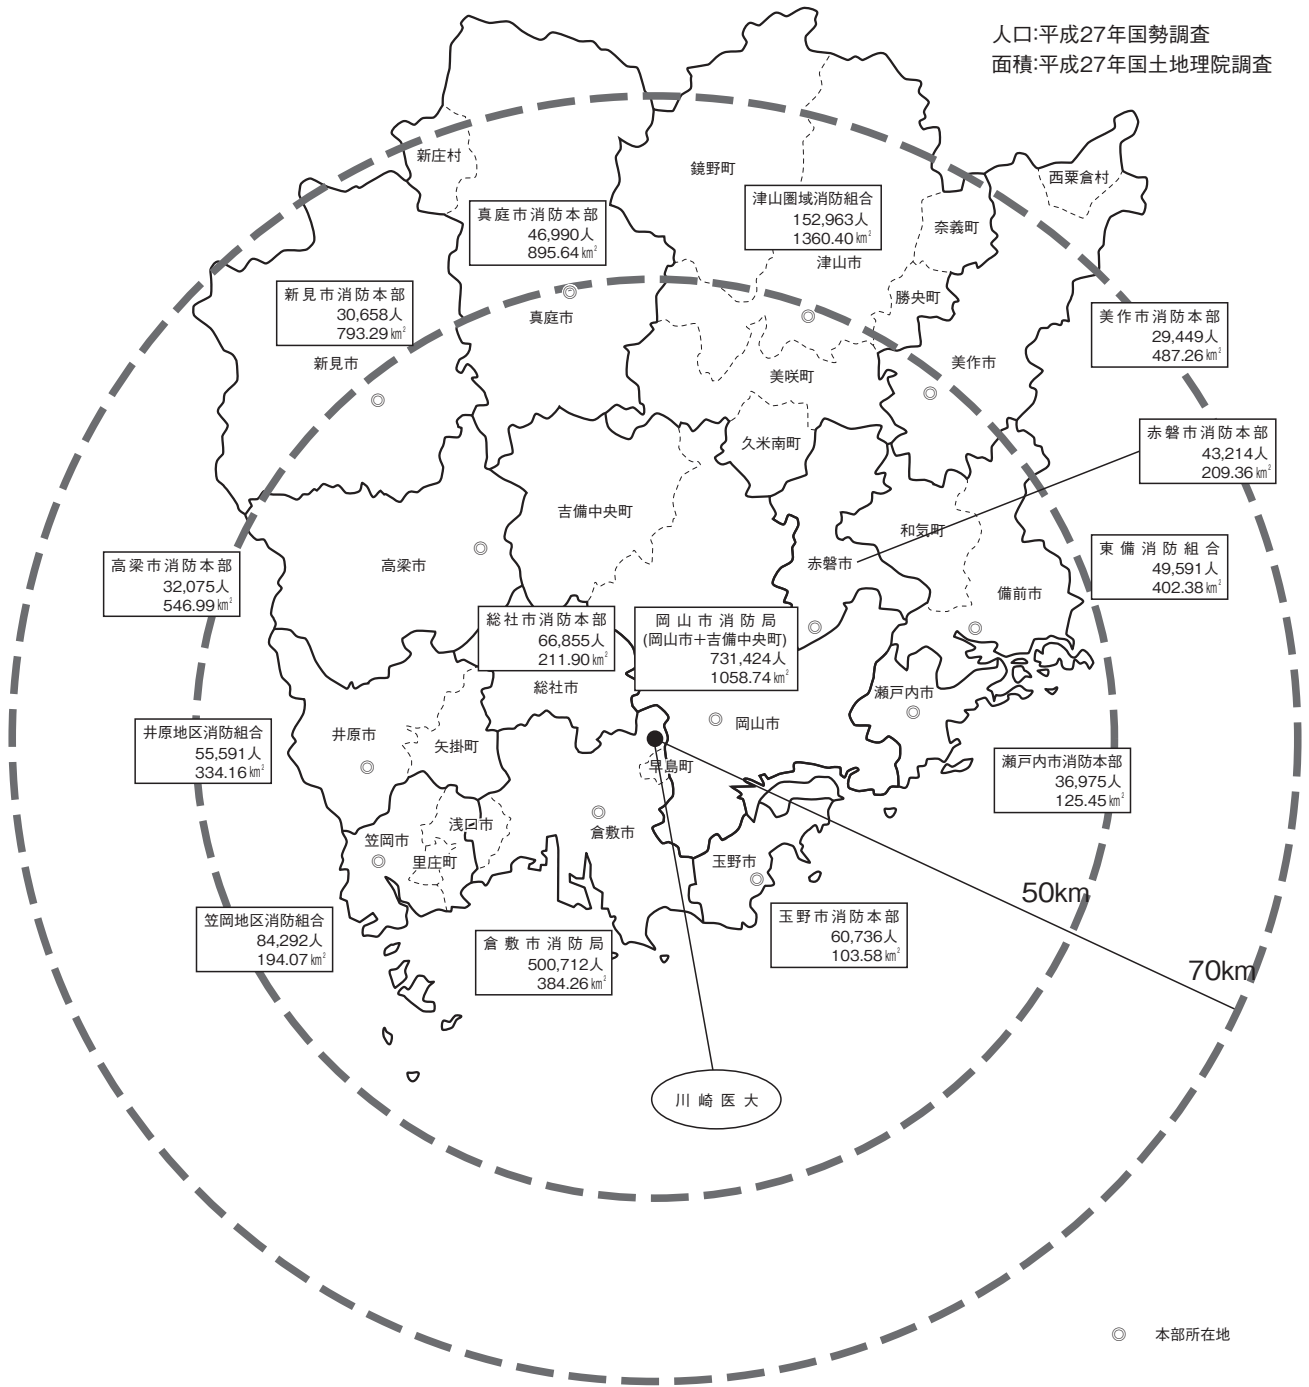 人口:平成27年国勢調査
面積:平成27年国土地理院調査
新庄村
鏡野町
西粟倉村
津山圏域消防組合
152,963人
1360.40㎢
真庭市消防本部
46,990人
895.64㎢
奈義町
津山市
新見市消防本部
30,658人
793.29㎢
勝央町
真庭市
美作市消防本部
29,449人
487.26㎢
新見市
美作市
美咲町
赤磐市消防本部
43,214人
209.36㎢
久米南町
吉備中央町
和気町
東備消防組合
49,591人
402.38㎢
高梁市消防本部
32,075人
546.99㎢
高梁市
赤磐市
備前市
総社市消防本部
66,855人
211.90㎢
岡山市消防局
(岡山市+吉備中央町)
731,424人
1058.74㎢
総社市
瀬戸内市
岡山市
井原地区消防組合
55,591人
334.16㎢
井原市
矢掛町
早島町
瀬戸内市消防本部
36,975人
125.45㎢
浅口市
倉敷市
笠岡市
里庄町
玉野市
50km
笠岡地区消防組合
84,292人
194.07㎢
倉敷市消防局
500,712人
384.26㎢
玉野市消防本部
60,736人
103.58㎢
70km
川崎医大
◎ 本部所在地